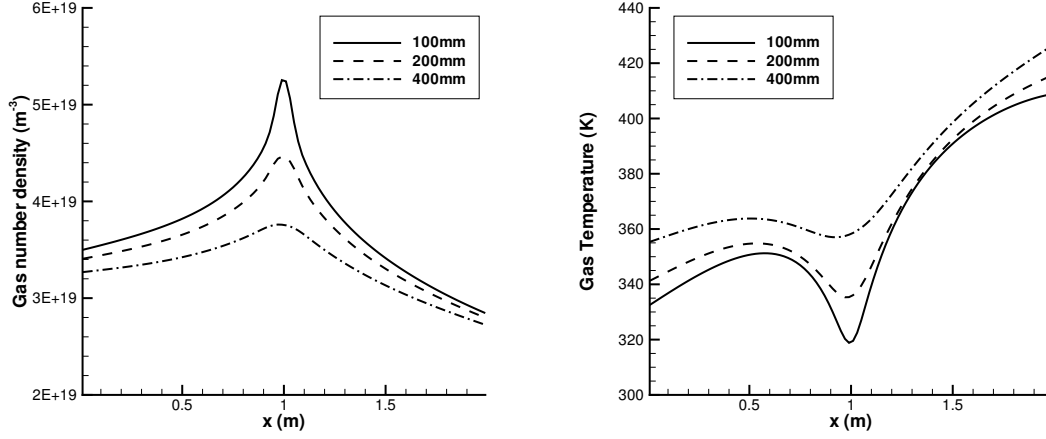 Gas number density (m-3)
6E+19
5E+19
4E+19
3E+19
2E+19
0.5
1
1.5
x (m)
100mm
200mm
400mm
Gas Temperature (K)
440
420
400
380
360
340
320
300
0.5
1
1.5
x (m)
100mm
200mm
400mm